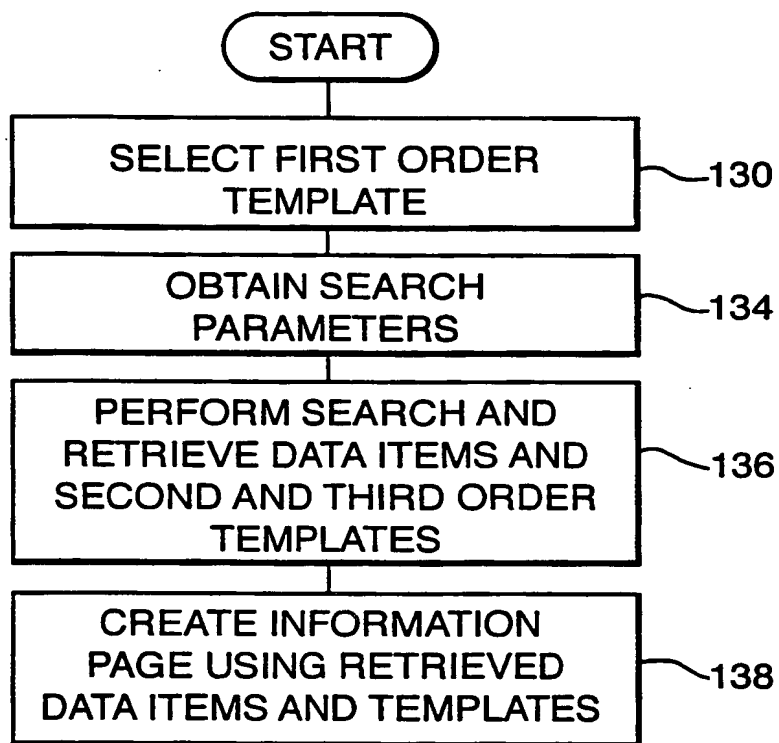 START
SELECT FIRST ORDER
TEMPLATE
130
OBTAIN SEARCH
PARAMETERS
134
PERFORM SEARCH AND
RETRIEVE DATA ITEMS AND
SECOND AND THIRD ORDER
TEMPLATES
136
CREATE INFORMATION
PAGE USING RETRIEVED
DATA ITEMS AND TEMPLATES
138